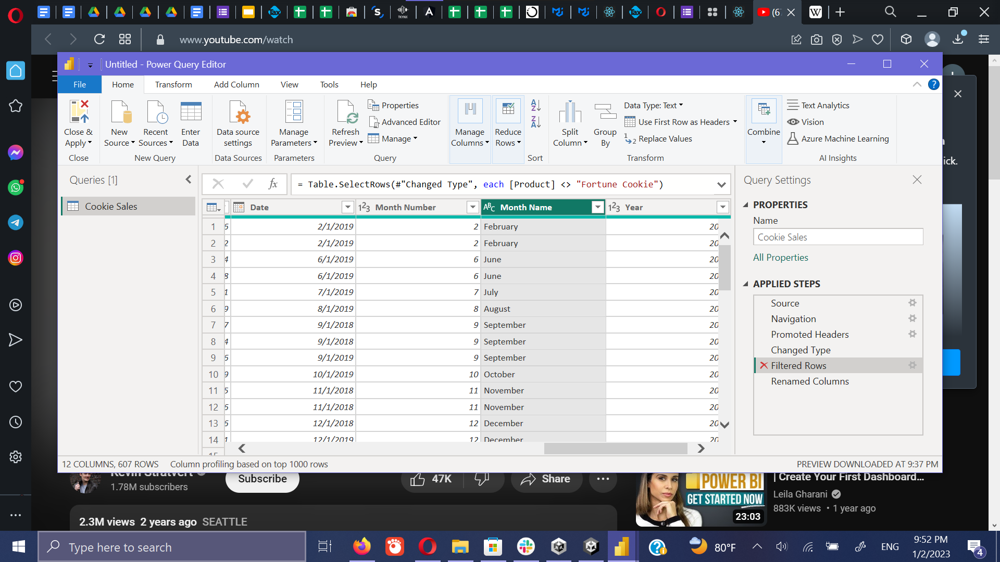 TKYNX
(6
www.youtube.com/watch
Untitled - Power Query Editor
File Home Transform Add Column View Tools Help
Close & Apply
New Source
Recent Sources
Enter Data
Data source settings
Manage Parameters
Refresh Preview
Properties
Advanced Editor
Manage
Manage Columns
Reduce Rows
Split Column
Group By
Data Type: Text
Use First Row as Headers
Replace Values
Combine
Text Analytics
Vision
Azure Machine Learning
Close New Query Data Sources Parameters Query Sort Transform AI Insights
ick.
Queries [1]
Cookie Sales
fx = Table.SelectRows(#"Changed Type", each [Product] <> "Fortune Cookie")
Date 123 Month Number ABC Month Name 123 Year
1 6 2/1/2019 2 February 20
2 2 2/1/2019 2 February 20
3 4 6/1/2019 6 June 20
4 8 6/1/2019 6 June 20
5 1 7/1/2019 7 July 20
6 9 8/1/2019 8 August 20
7 7 9/1/2018 9 September 20
8 4 9/1/2018 9 September 20
9 6 9/1/2019 9 September 20
10 9 10/1/2019 10 October 20
11 5 11/1/2018 11 November 20
12 6 11/1/2018 11 November 20
13 6 12/1/2018 12 December 20
14 1 12/1/2019 12 December 20
15
Query Settings
PROPERTIES
Name
Cookie Sales
All Properties
APPLIED STEPS
Source
Navigation
Promoted Headers
Changed Type
Filtered Rows
Renamed Columns
12 COLUMNS, 607 ROWS Column profiling based on top 1000 rows PREVIEW DOWNLOADED AT 9:37 PM
Kevin Stratvert
1.78M subscribers
Subscribe
47K
Share
2.3M views 2 years ago SEATTLE
POWER BI
GET STARTED NOW
23:03
| Create Your First Dashboard...
Leila Gharani
883K views • 1 year ago
Type here to search
80°F
ENG
9:52 PM
1/2/2023
4